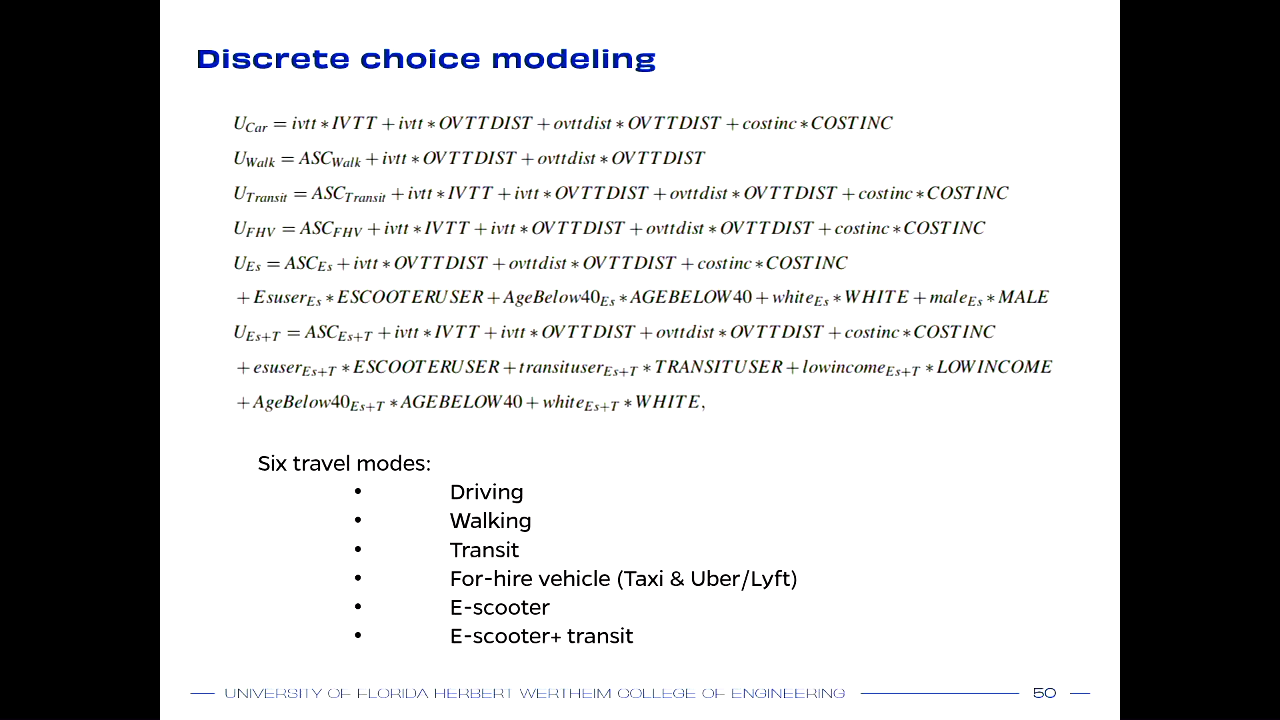 Discrete choice modeling
U_Car = ivtt * IVTT + ivtt * OVTTDIST + ovttdist * OVTTDIST + costinc * COSTINC
U_Walk = ASC_Walk + ivtt * OVTTDIST + ovttdist * OVTTDIST
U_Transit = ASC_Transit + ivtt * IVTT + ivtt * OVTTDIST + ovttdist * OVTTDIST + costinc * COSTINC
U_FHV = ASC_FHV + ivtt * IVTT + ivtt * OVTTDIST + ovttdist * OVTTDIST + costinc * COSTINC
U_Es = ASC_Es + ivtt * OVTTDIST + ovttdist * OVTTDIST + costinc * COSTINC
+ Esuser_Es * ESCOOTERUSER + AgeBelow40_Es * AGEBELOW40 + white_Es * WHITE + male_Es * MALE
U_Es+T = ASC_Es+T + ivtt * IVTT + ivtt * OVTTDIST + ovttdist * OVTTDIST + costinc * COSTINC
+ esuser_Es+T * ESCOOTERUSER + transituser_Es+T * TRANSITUSER + lowincome_Es+T * LOWINCOME
+ AgeBelow40_Es+T * AGEBELOW40 + white_Es+T * WHITE,
Six travel modes:
• Driving
• Walking
• Transit
• For-hire vehicle (Taxi & Uber/Lyft)
• E-scooter
• E-scooter+ transit
UNIVERSITY OF FLORIDA HERBERT WERTHEIM COLLEGE OF ENGINEERING 50